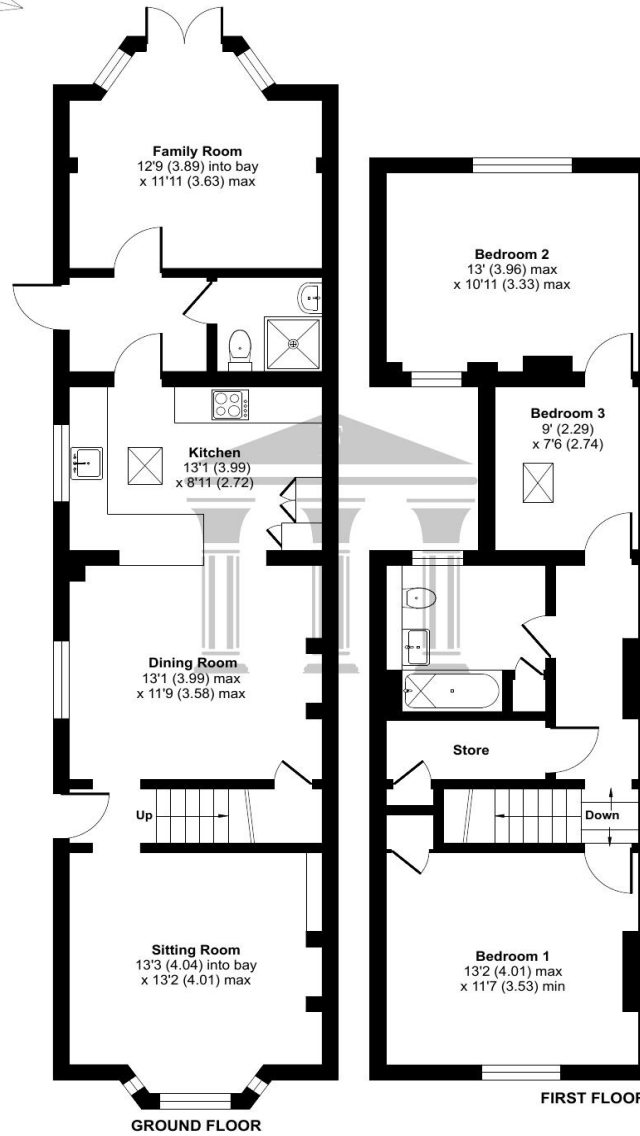 Family Room
12'9 (3.89) into bay
x 11'11 (3.63) max
Kitchen
13'1 (3.99)
x 8'11 (2.72)
Dining Room
13'1 (3.99) max
x 11'9 (3.58) max
Up
Sitting Room
13'3 (4.04) into bay
x 13'2 (4.01) max
GROUND FLOOR
Bedroom 2
13' (3.96) max
x 10'11 (3.33) max
Bedroom 3
9' (2.29)
x 7'6 (2.74)
Store
Down
Bedroom 1
13'2 (4.01) max
x 11'7 (3.53) min
FIRST FLOOR